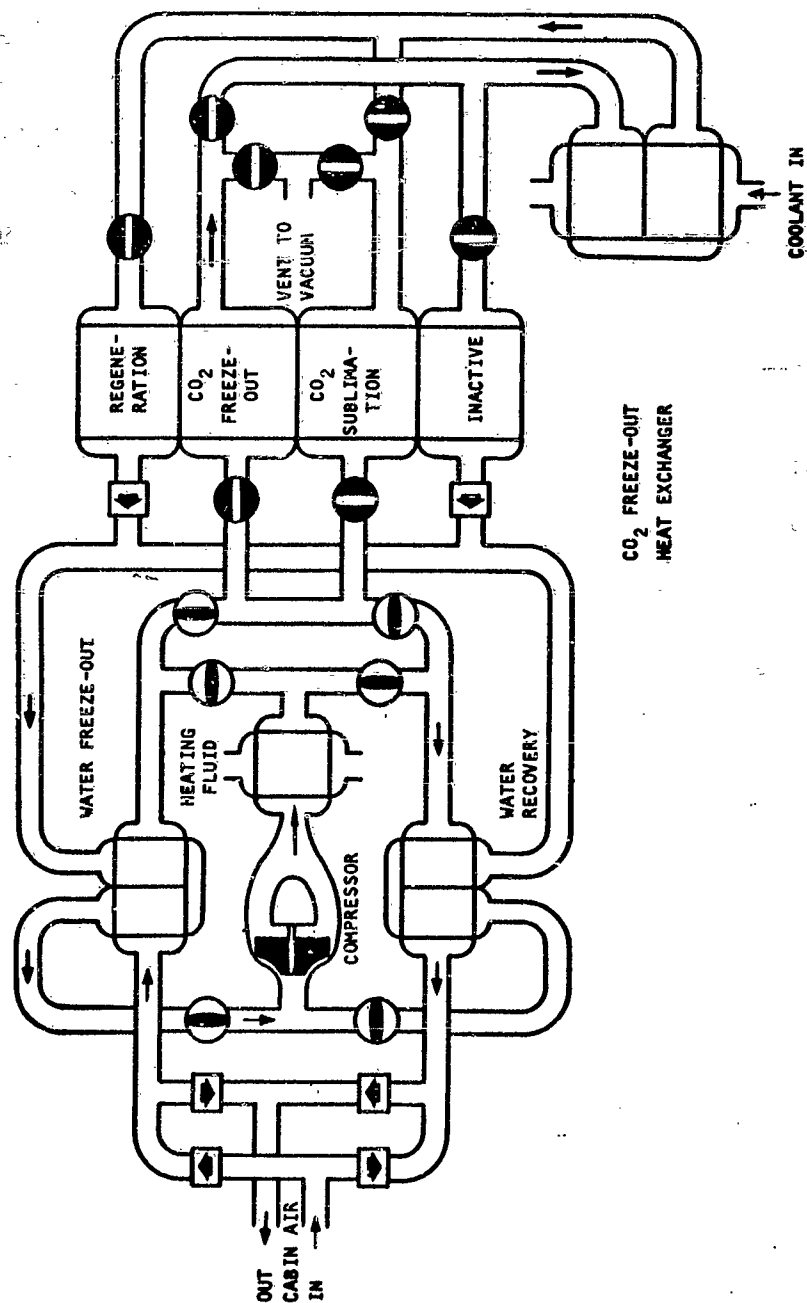 OUT
CABIN AIR
IN
WATER FREEZE-OUT
HEATING
FLUID
COMPRESSOR
WATER
RECOVERY
REGENE-
RATION
CO2
FREEZE-
OUT
CO2
SUBLIMA-
TION
INACTIVE
VENT TO
VACUUM
CO2 FREEZE-OUT
HEAT EXCHANGER
COOLANT IN